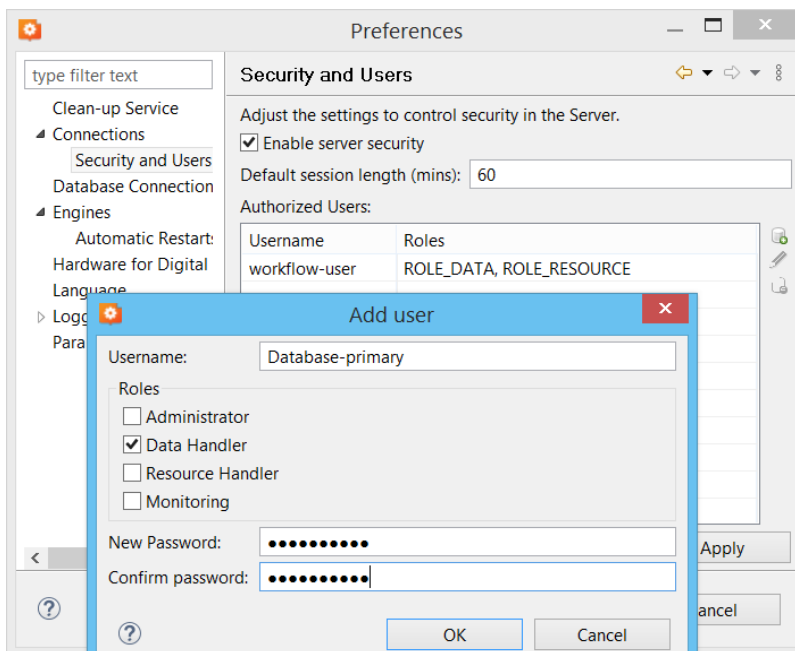 Preferences
type filter text
Clean-up Service
Connections
Security and Users
Database Connection
Engines
Automatic Restart
Hardware for Digital
Language
Logg
Para
Security and Users
Adjust the settings to control security in the Server.
Enable server security
Default session length (mins): 60
Authorized Users:
Username Roles
workflow-user ROLE_DATA, ROLE_RESOURCE
Add user
Username: Database-primary
Roles
Administrator
Data Handler
Resource Handler
Monitoring
New Password: ●●●●●●●●●●
Confirm password: ●●●●●●●●●●
OK Cancel
Apply
ancel